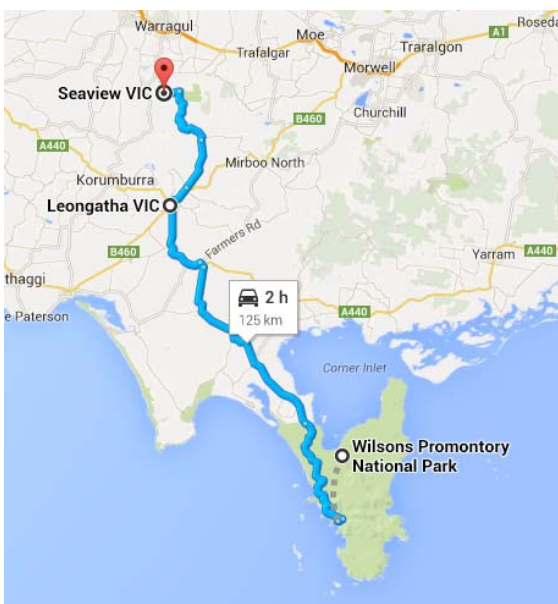 Warragul
Moe
Traralgon
Roseda
A1
Trafalgar
Morwell
Seaview VIC
B460
Churchill
A440
Mirboo North
Korumburra
Leongatha VIC
B460
Farmers Rd
Yarram
A440
thaggi
2 h
125 km
A440
e Paterson
Corner Inlet
Wilsons Promontory
National Park